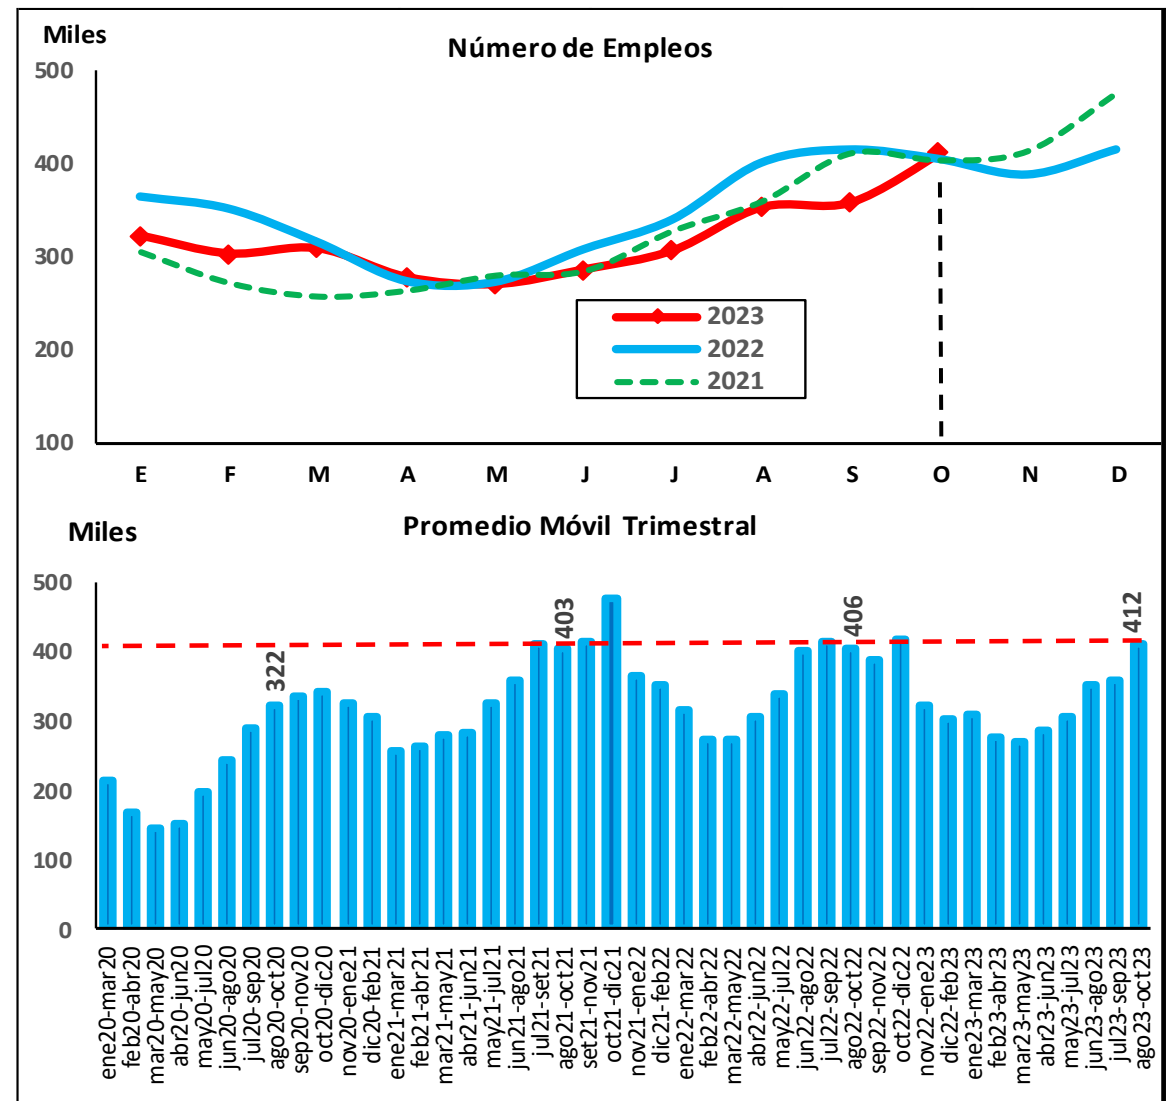 Miles
Número de Empleos
500
400
300
200
100
2023
2022
2021
E F M A M J J A S O N D
Miles
Promedio Móvil Trimestral
500
400
300
200
100
0
322
403
406
412
ene20-mar20
feb20-abr20
mar20-may20
abr20-jun20
may20-jul20
jun20-ago20
jul20-sep20
ago20-oct20
sep20-nov20
oct20-dic20
nov20-ene21
dic20-feb21
ene21-mar21
feb21-abr21
mar21-may21
abr21-jun21
may21-jul21
jun21-ago21
jul21-set21
ago21-oct21
set21-nov21
oct21-dic21
nov21-ene22
dic21-feb22
ene22-mar22
feb22-abr22
mar22-may22
abr22-jun22
may22-jul22
jun22-ago22
jul22-sep22
ago22-oct22
sep22-nov22
oct22-dic22
nov22-ene23
dic22-feb23
ene23-mar23
feb23-abr23
mar23-may23
abr23-jun23
may23-jul23
jun23-ago23
jul23-sep23
ago23-oct23